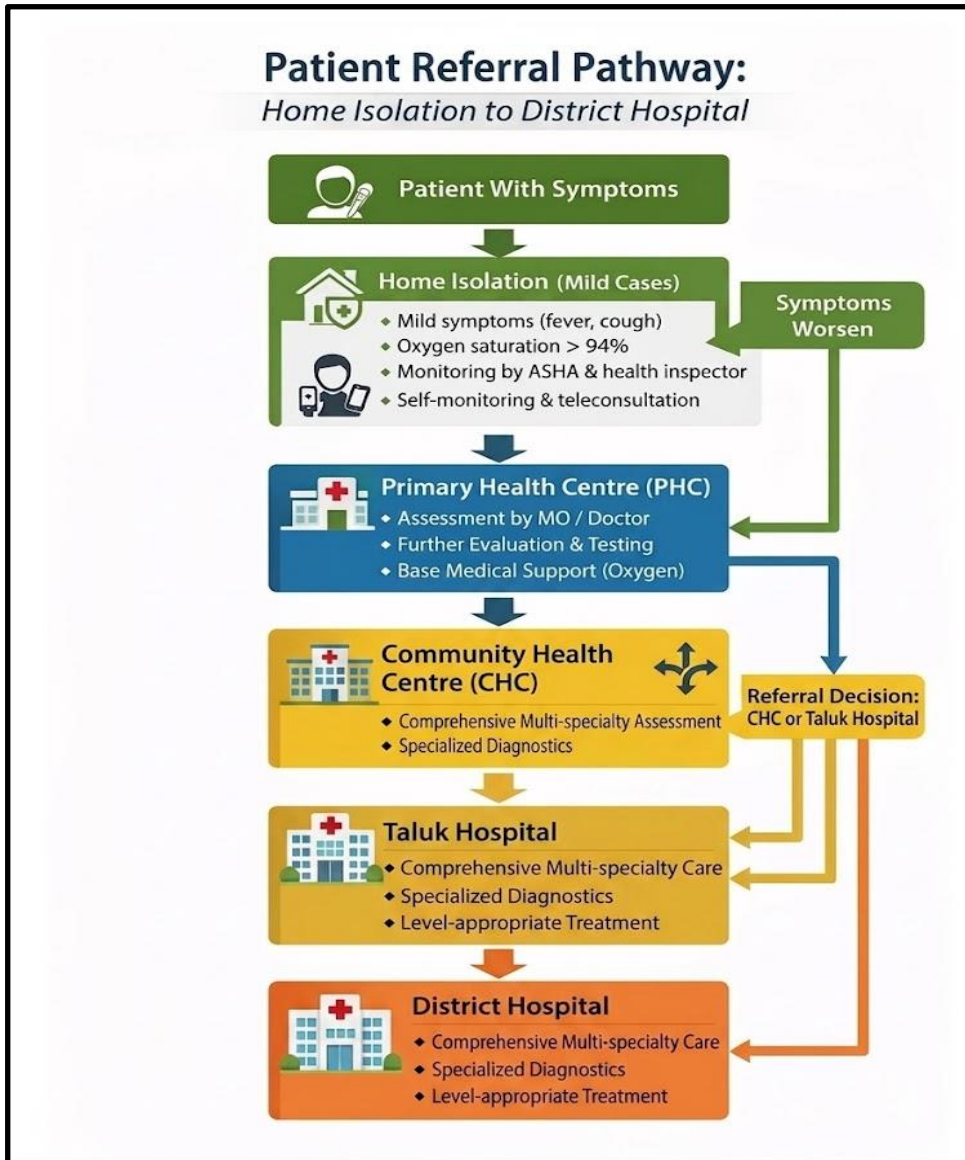 Patient Referral Pathway:
Home Isolation to District Hospital
Patient With Symptoms
Home Isolation (Mild Cases)
Mild symptoms (fever, cough)
Oxygen saturation > 94%
Monitoring by ASHA & health inspector
Self-monitoring & teleconsultation
Symptoms
Worsen
Primary Health Centre (PHC)
Assessment by MO / Doctor
Further Evaluation & Testing
Base Medical Support (Oxygen)
Community Health
Centre (CHC)
Comprehensive Multi-specialty Assessment
Specialized Diagnostics
Referral Decision:
CHC or Taluk Hospital
Taluk Hospital
Comprehensive Multi-specialty Care
Specialized Diagnostics
Level-appropriate Treatment
District Hospital
Comprehensive Multi-specialty Care
Specialized Diagnostics
Level-appropriate Treatment